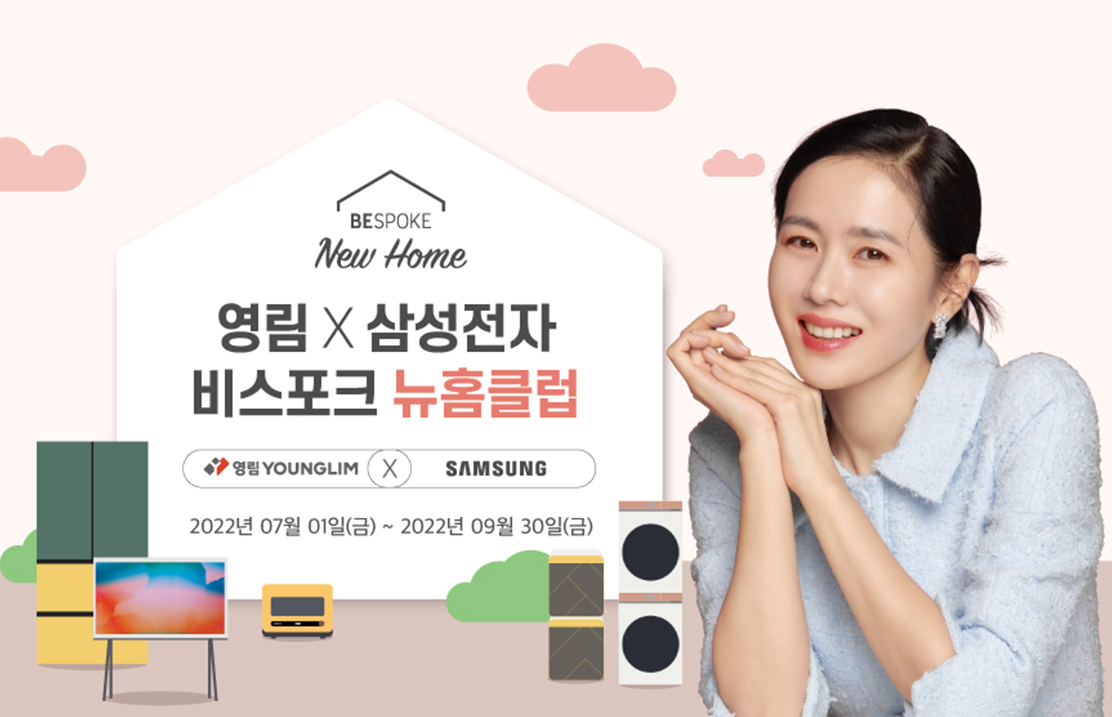 BESPOKE
New Home
영림 X 삼성전자
비스포크 뉴홈클럽
영림 YOUNGLIM X SAMSUNG
2022년 07월 01일(금) ~ 2022년 09월 30일(금)